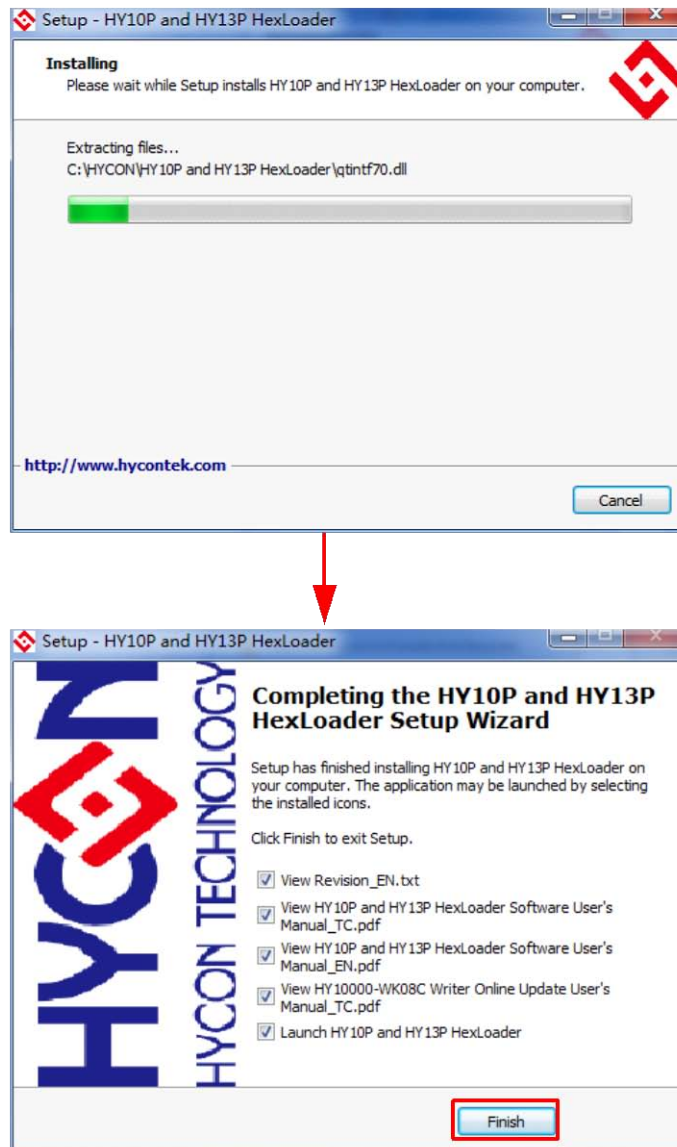 Setup - HY10P and HY13P HexLoader
Installing
Please wait while Setup installs HY10P and HY13P HexLoader on your computer.
Extracting files...
C:\HYCON\HY10P and HY13P HexLoader\qtintf70.dll
http://www.hycontek.com
Cancel
Setup - HY10P and HY13P HexLoader
HYCON
HYCON TECHNOLOGY
Completing the HY10P and HY13P
HexLoader Setup Wizard
Setup has finished installing HY10P and HY13P HexLoader on
your computer. The application may be launched by selecting
the installed icons.
Click Finish to exit Setup.
View Revision_EN.txt
View HY10P and HY13P HexLoader Software User's
Manual_TC.pdf
View HY10P and HY13P HexLoader Software User's
Manual_EN.pdf
View HY10000-WK08C Writer Online Update User's
Manual_TC.pdf
Launch HY10P and HY13P HexLoader
Finish